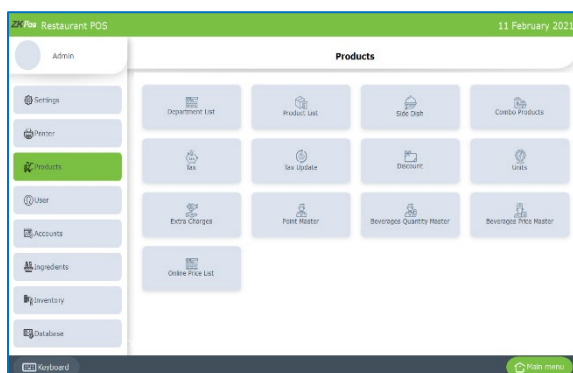 ZKPos Restaurant POS
11 February 2021
Admin
Products
Settings
Printer
Products
User
Accounts
Ingredents
Inventory
Database
Department List
Product List
Side Dish
Combo Products
Tax
Tax Update
Discount
Units
Extra Charges
Point Master
Beverages Quantity Master
Beverages Price Master
Online Price List
Keyboard
Main menu